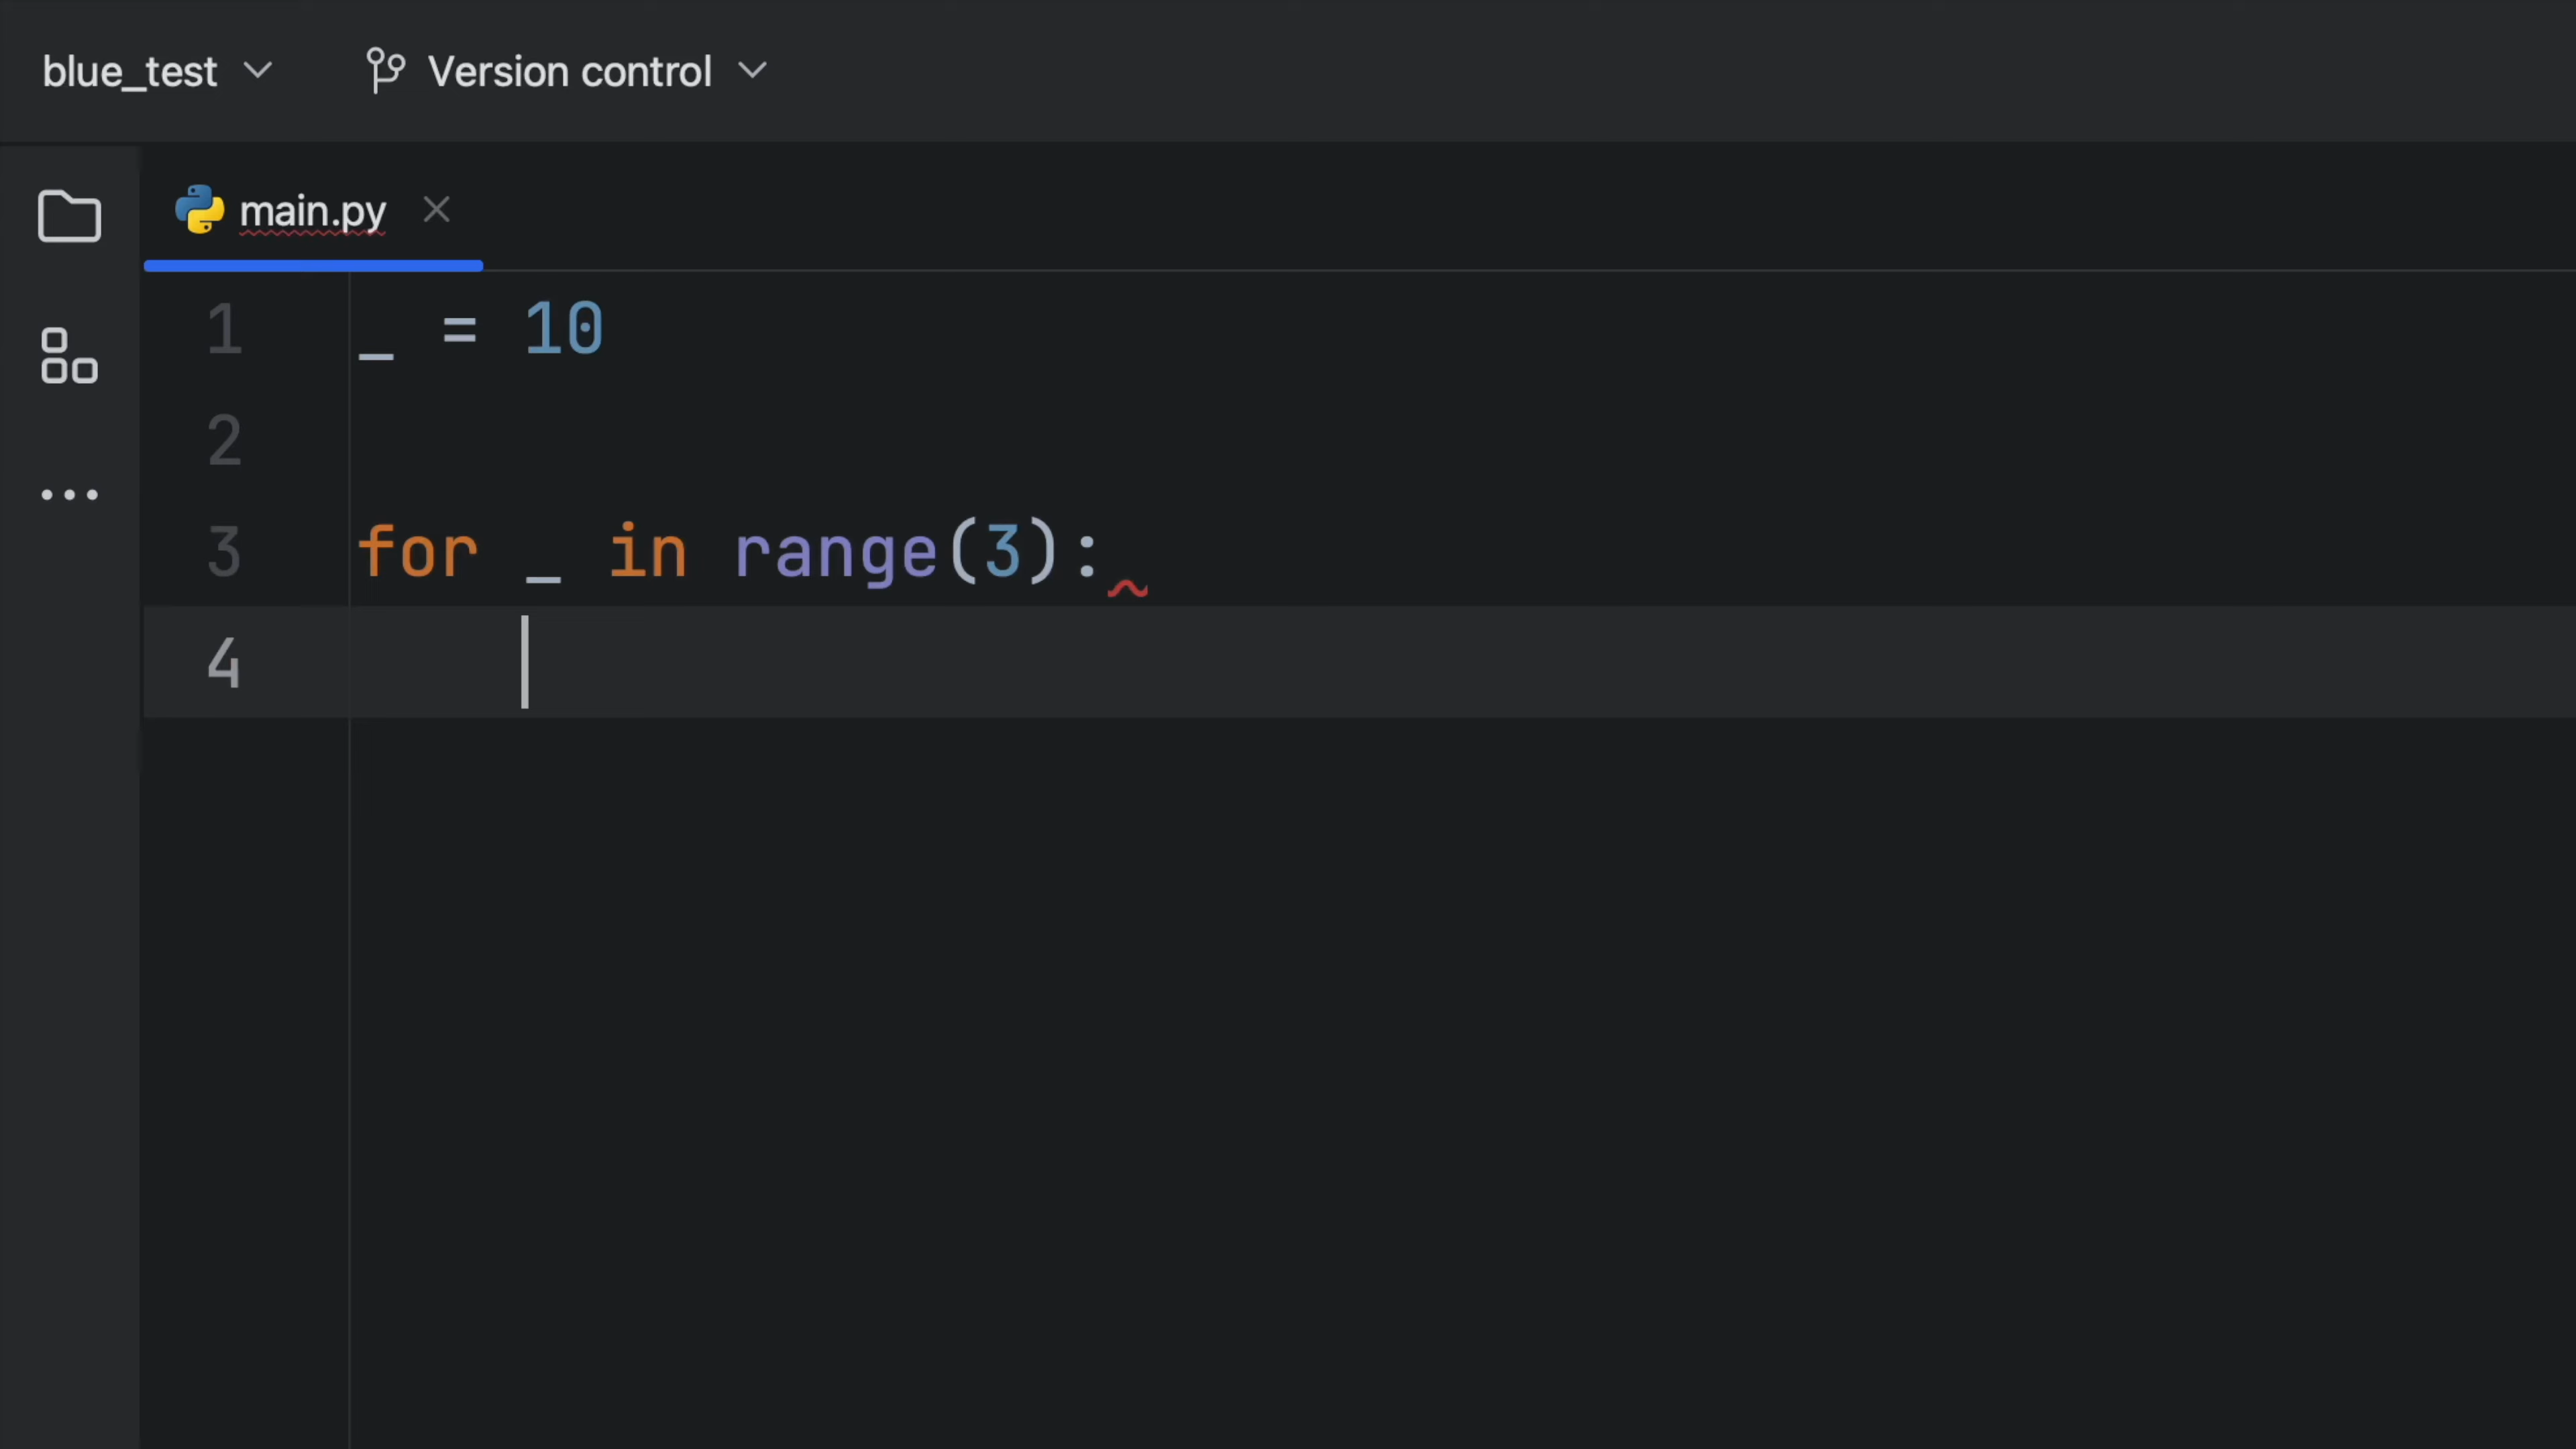 blue_test Version control
main.py
1 _ = 10
2
3 for _ in range(3):
4